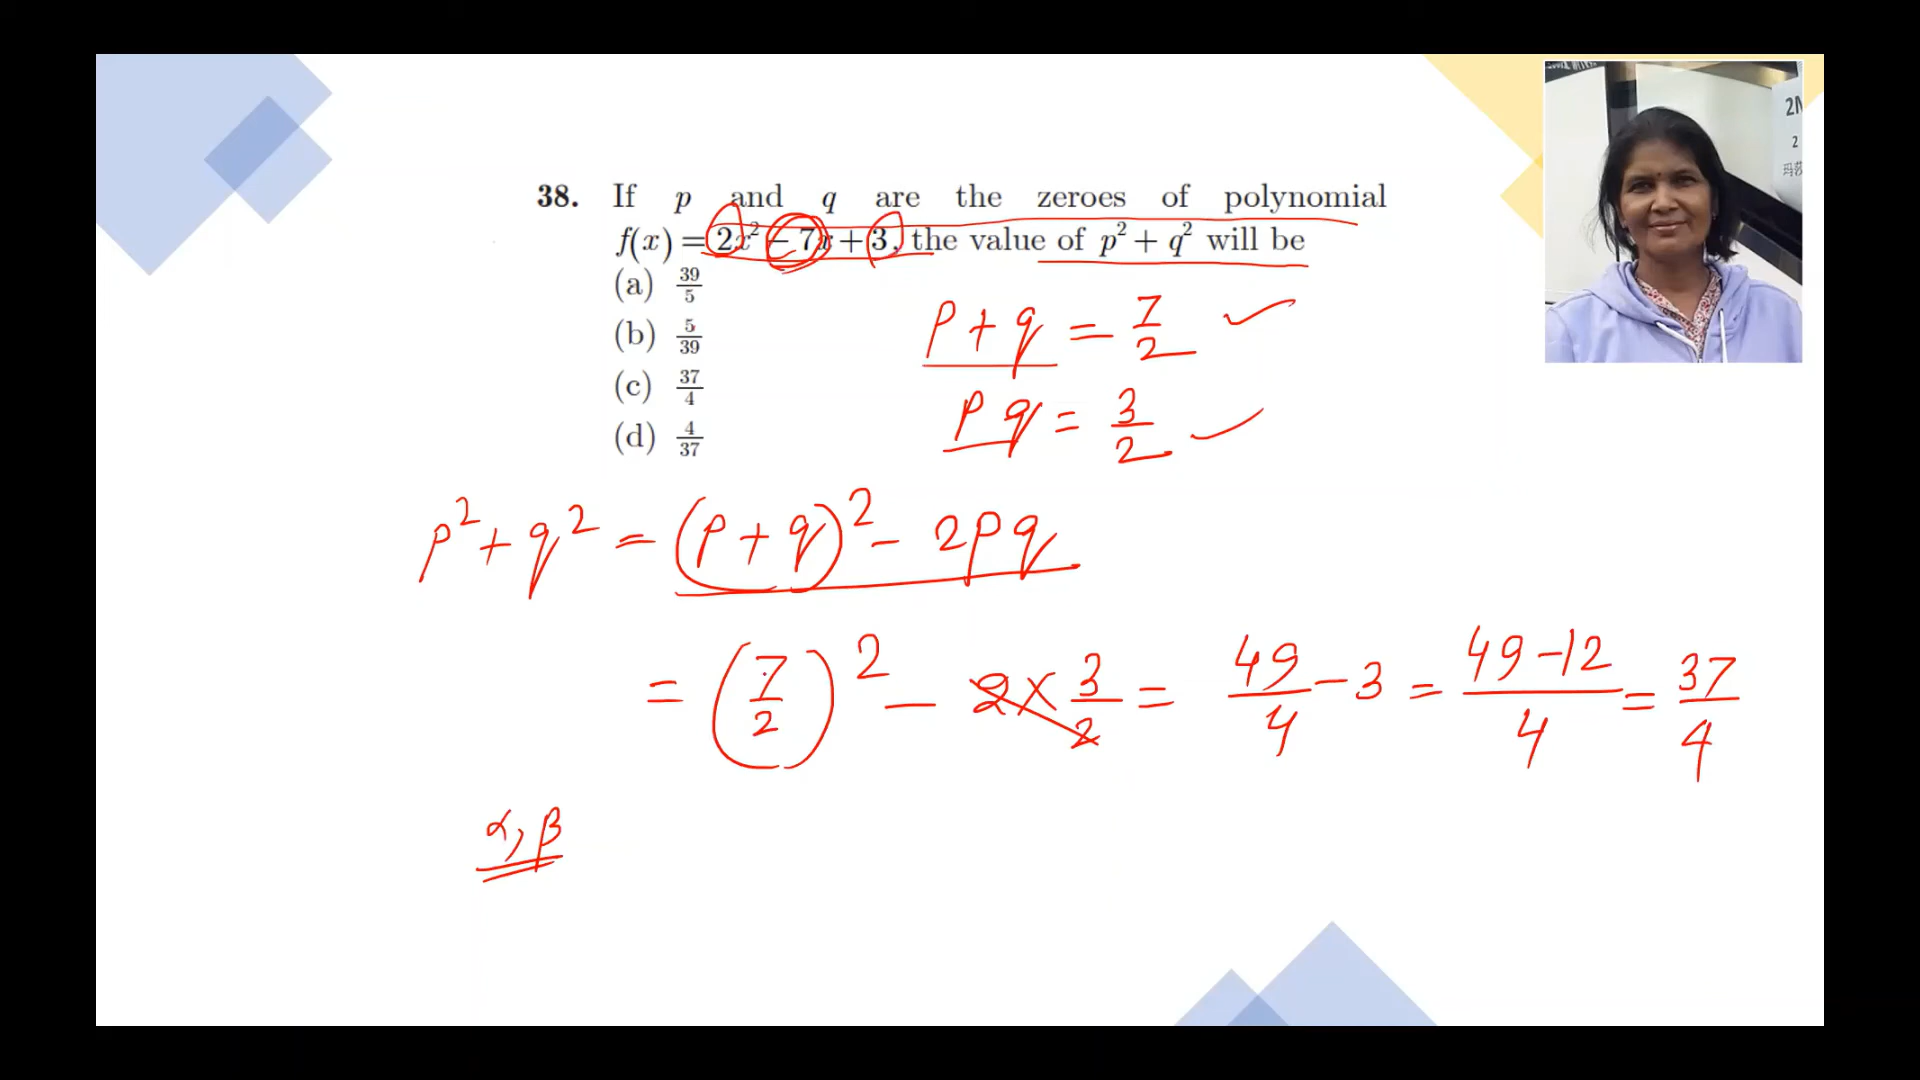 38. If p and q are the zeroes of polynomial
f(x) = 2x² − 7x + 3, the value of p² + q² will be
(a) 39/5
(b) 5/39
(c) 37/4
(d) 4/37
p + q = 7/2
p q = 3/2
p² + q² = (p + q)² − 2pq
= (7/2)² − 2 × 3/2 = 49/4 − 3 = 49 − 12/4 = 37/4
α, β
2